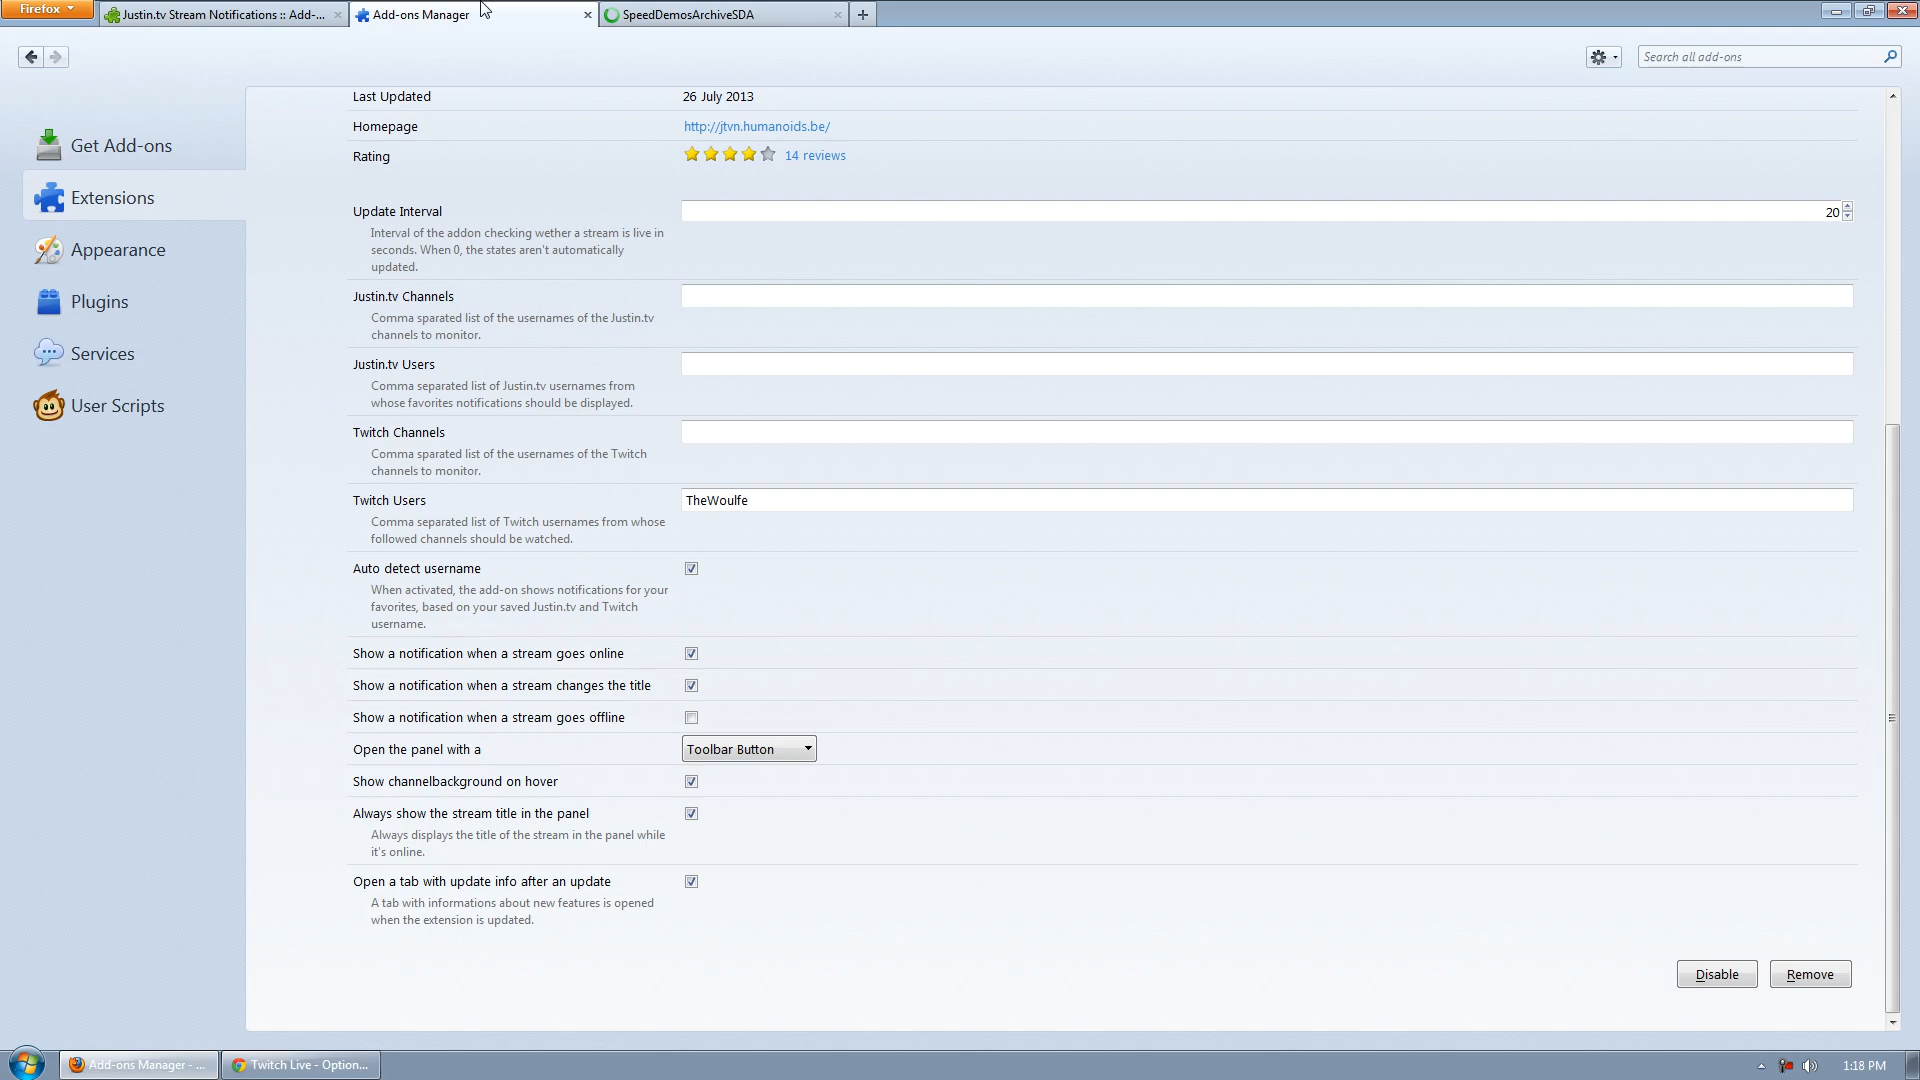 Firefox
Justin.tv Stream Notifications :: Add-...
Add-ons Manager
SpeedDemosArchiveSDA
Search all add-ons
Get Add-ons
Extensions
Appearance
Plugins
Services
User Scripts
Last Updated
26 July 2013
Homepage
http://jtvn.humanoids.be/
Rating
14 reviews
Update Interval
20
Interval of the addon checking wether a stream is live in
seconds. When 0, the states aren't automatically
updated.
Justin.tv Channels
Comma sparated list of the usernames of the Justin.tv
channels to monitor.
Justin.tv Users
Comma separated list of Justin.tv usernames from
whose favorites notifications should be displayed.
Twitch Channels
Comma sparated list of the usernames of the Twitch
channels to monitor.
Twitch Users
TheWoulfe
Comma separated list of Twitch usernames from whose
followed channels should be watched.
Auto detect username
When activated, the add-on shows notifications for your
favorites, based on your saved Justin.tv and Twitch
username.
Show a notification when a stream goes online
Show a notification when a stream changes the title
Show a notification when a stream goes offline
Open the panel with a
Toolbar Button
Show channelbackground on hover
Always show the stream title in the panel
Always displays the title of the stream in the panel while
it's online.
Open a tab with update info after an update
A tab with informations about new features is opened
when the extension is updated.
Disable
Remove
Add-ons Manager - ...
Twitch Live - Option...
1:18 PM